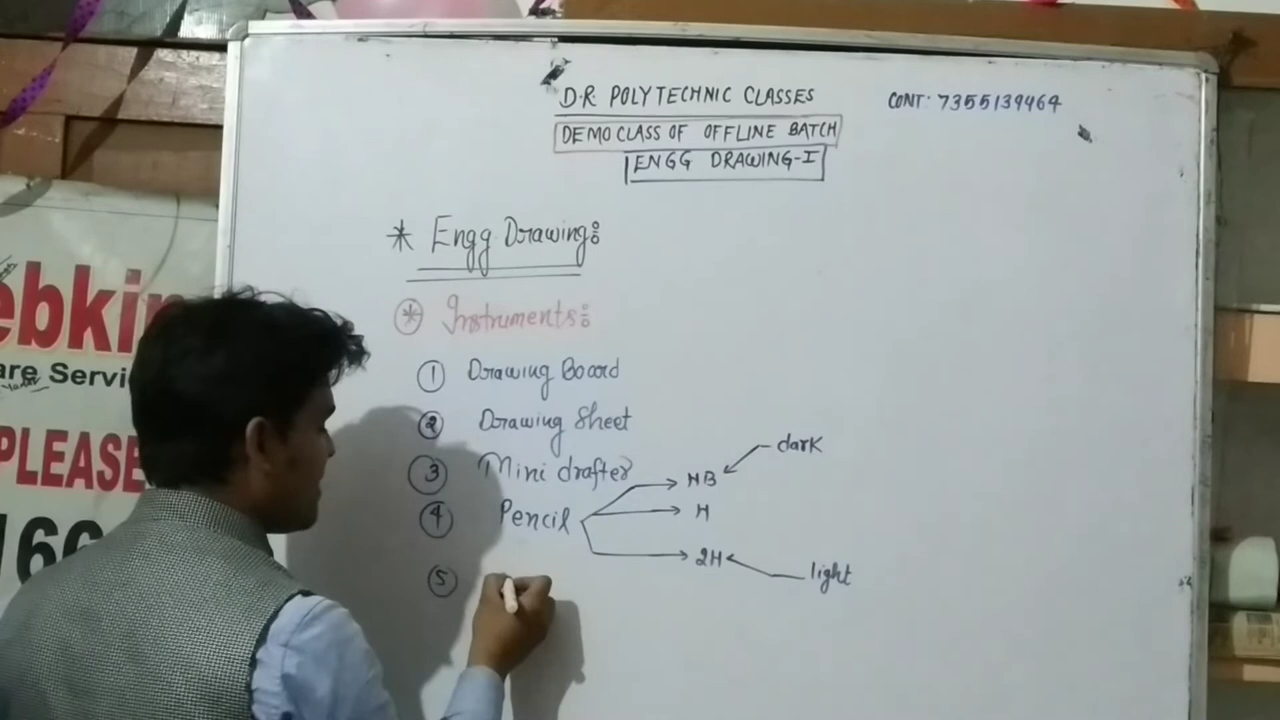 D.R. POLYTECHNIC CLASSES
CONT: 7355139464
DEMO CLASS OF OFFLINE BATCH
ENGG DRAWING-I
* Engg Drawing:
* Instruments:
1 Drawing Board
2 Drawing Sheet
3 Mini drafter
4 Pencil
HB
dark
H
2H
light
5
ebkin
are Servi
PLEASE
166